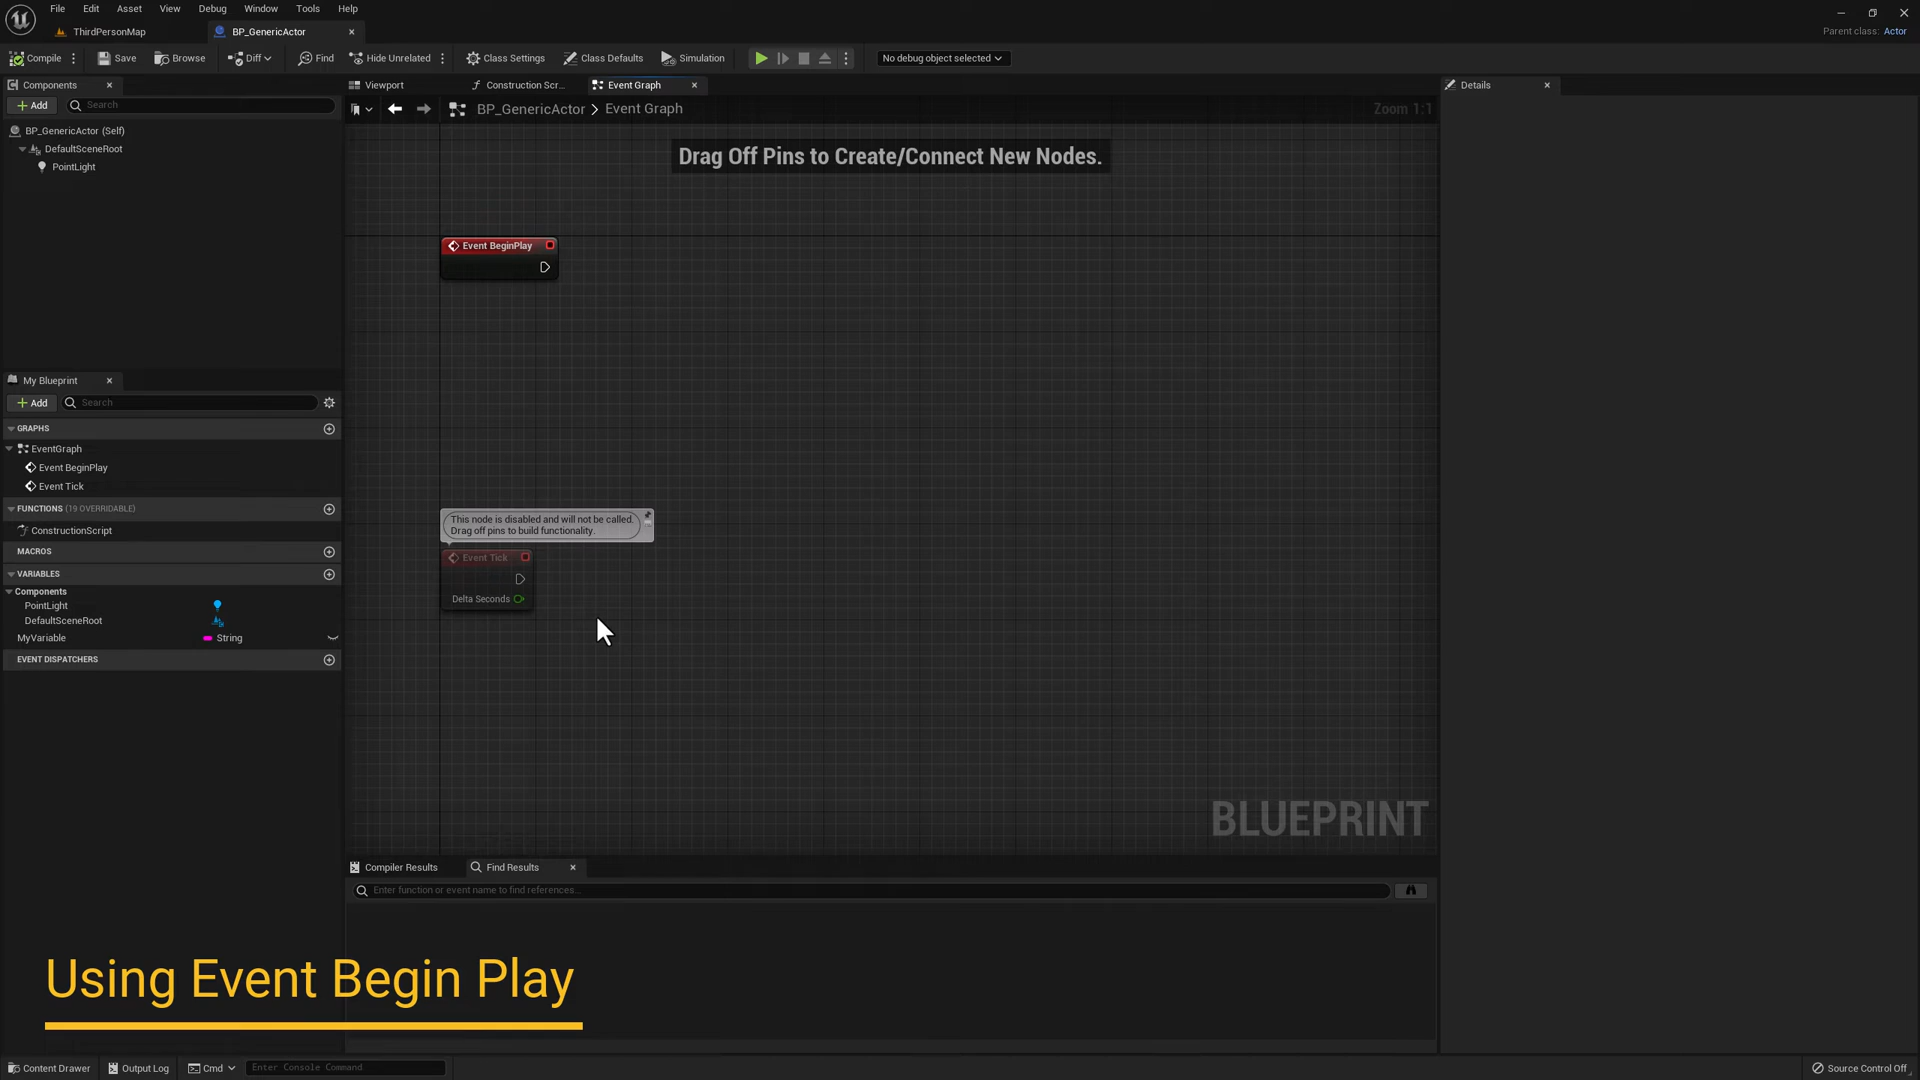 File Edit View Asset Debug Window Tools Help
ThirdPersonMap
BP_GenericActor
Parent class: Actor
Compile Save Browse Diff Find Hide Unrelated Class Settings Class Defaults Simulation No debug object selected
Components
Add Search
BP_GenericActor (Self)
DefaultSceneRoot
PointLight
My Blueprint
Add Search
GRAPHS
EventGraph
Event BeginPlay
Event Tick
FUNCTIONS (19 OVERRIDABLE)
ConstructionScript
MACROS
VARIABLES
Components
PointLight
DefaultSceneRoot
MyVariable String
EVENT DISPATCHERS
Viewport Construction Scr... Event Graph
BP_GenericActor > Event Graph Zoom 1:1
Drag Off Pins to Create/Connect New Nodes.
Event BeginPlay
This node is disabled and will not be called.
Drag off pins to build functionality.
Event Tick
Delta Seconds
BLUEPRINT
Compiler Results Find Results
Enter function or event name to find references...
Details
Using Event Begin Play
Content Drawer Output Log Cmd Enter Console Command Source Control Off